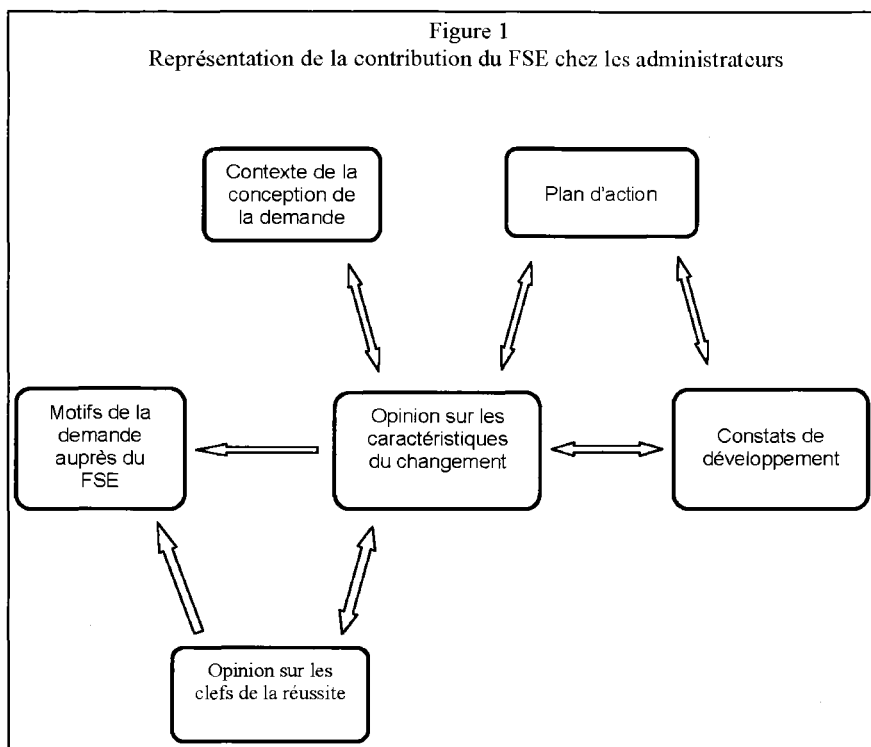 Figure 1
Représentation de la contribution du FSE chez les administrateurs
Contexte de la
conception de
la demande
Plan d'action
Motifs de la
demande
auprès du
FSE
Opinion sur les
caractéristiques
du changement
Constats de
développement
Opinion sur les
clefs de la réussite